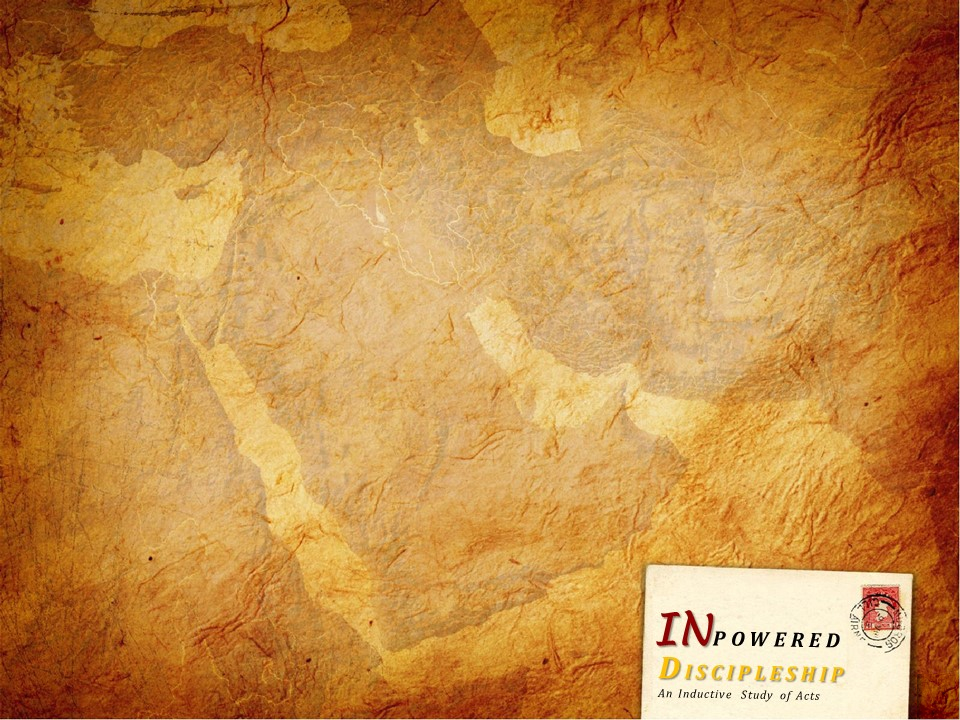 INPOWERED
DISCIPLESHIP
An Inductive Study of Acts